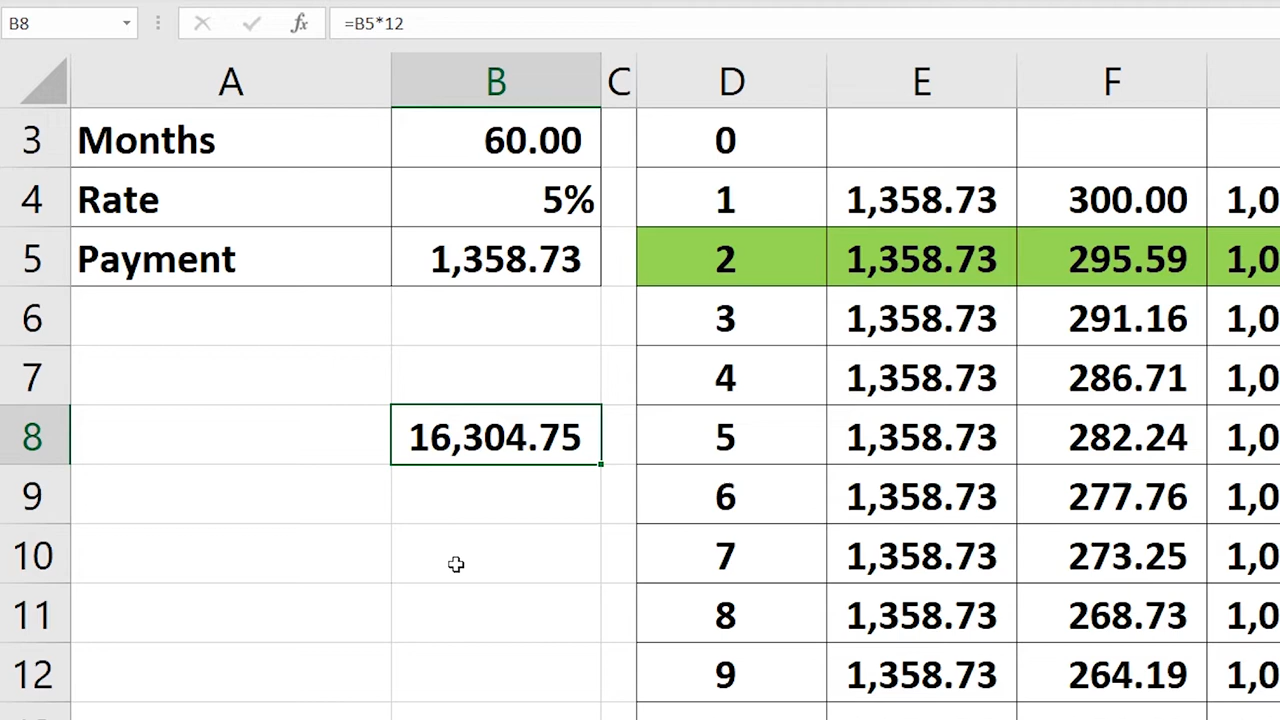 B8 fx =B5*12
A B C D E F
3 Months 60.00 0
4 Rate 5% 1 1,358.73 300.00 1,0
5 Payment 1,358.73 2 1,358.73 295.59 1,0
6 3 1,358.73 291.16 1,0
7 4 1,358.73 286.71 1,0
8 16,304.75 5 1,358.73 282.24 1,0
9 6 1,358.73 277.76 1,0
10 7 1,358.73 273.25 1,0
11 8 1,358.73 268.73 1,0
12 9 1,358.73 264.19 1,0